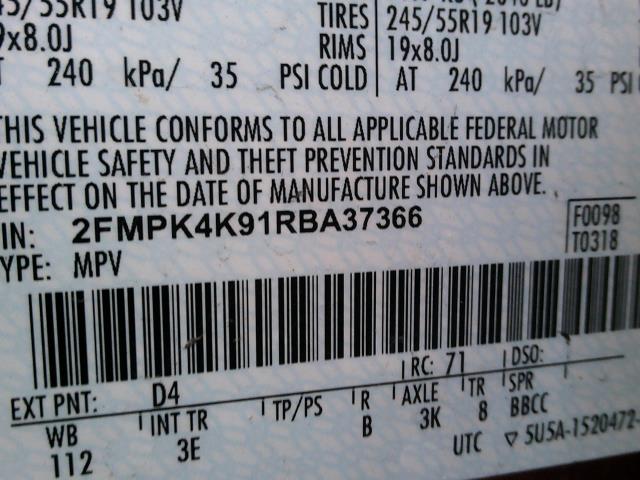 TIRES 245/55R19 103V
45/55R19 103V
RIMS 19x8.0J
9x8.0J
240 kPa/ 35 PSI COLD AT 240 kPa/ 35 PSI
THIS VEHICLE CONFORMS TO ALL APPLICABLE FEDERAL MOTOR
VEHICLE SAFETY AND THEFT PREVENTION STANDARDS IN
EFFECT ON THE DATE OF MANUFACTURE SHOWN ABOVE.
IN: 2FMPK4K91RBA37366
F0098
T0318
YPE: MPV
RC: 71 DSO:
EXT PNT: D4
WB INT TR TP/PS R AXLE TR SPR
112 3E B 3K 8 BBCC
UTC ▽ 5U5A-1520472-